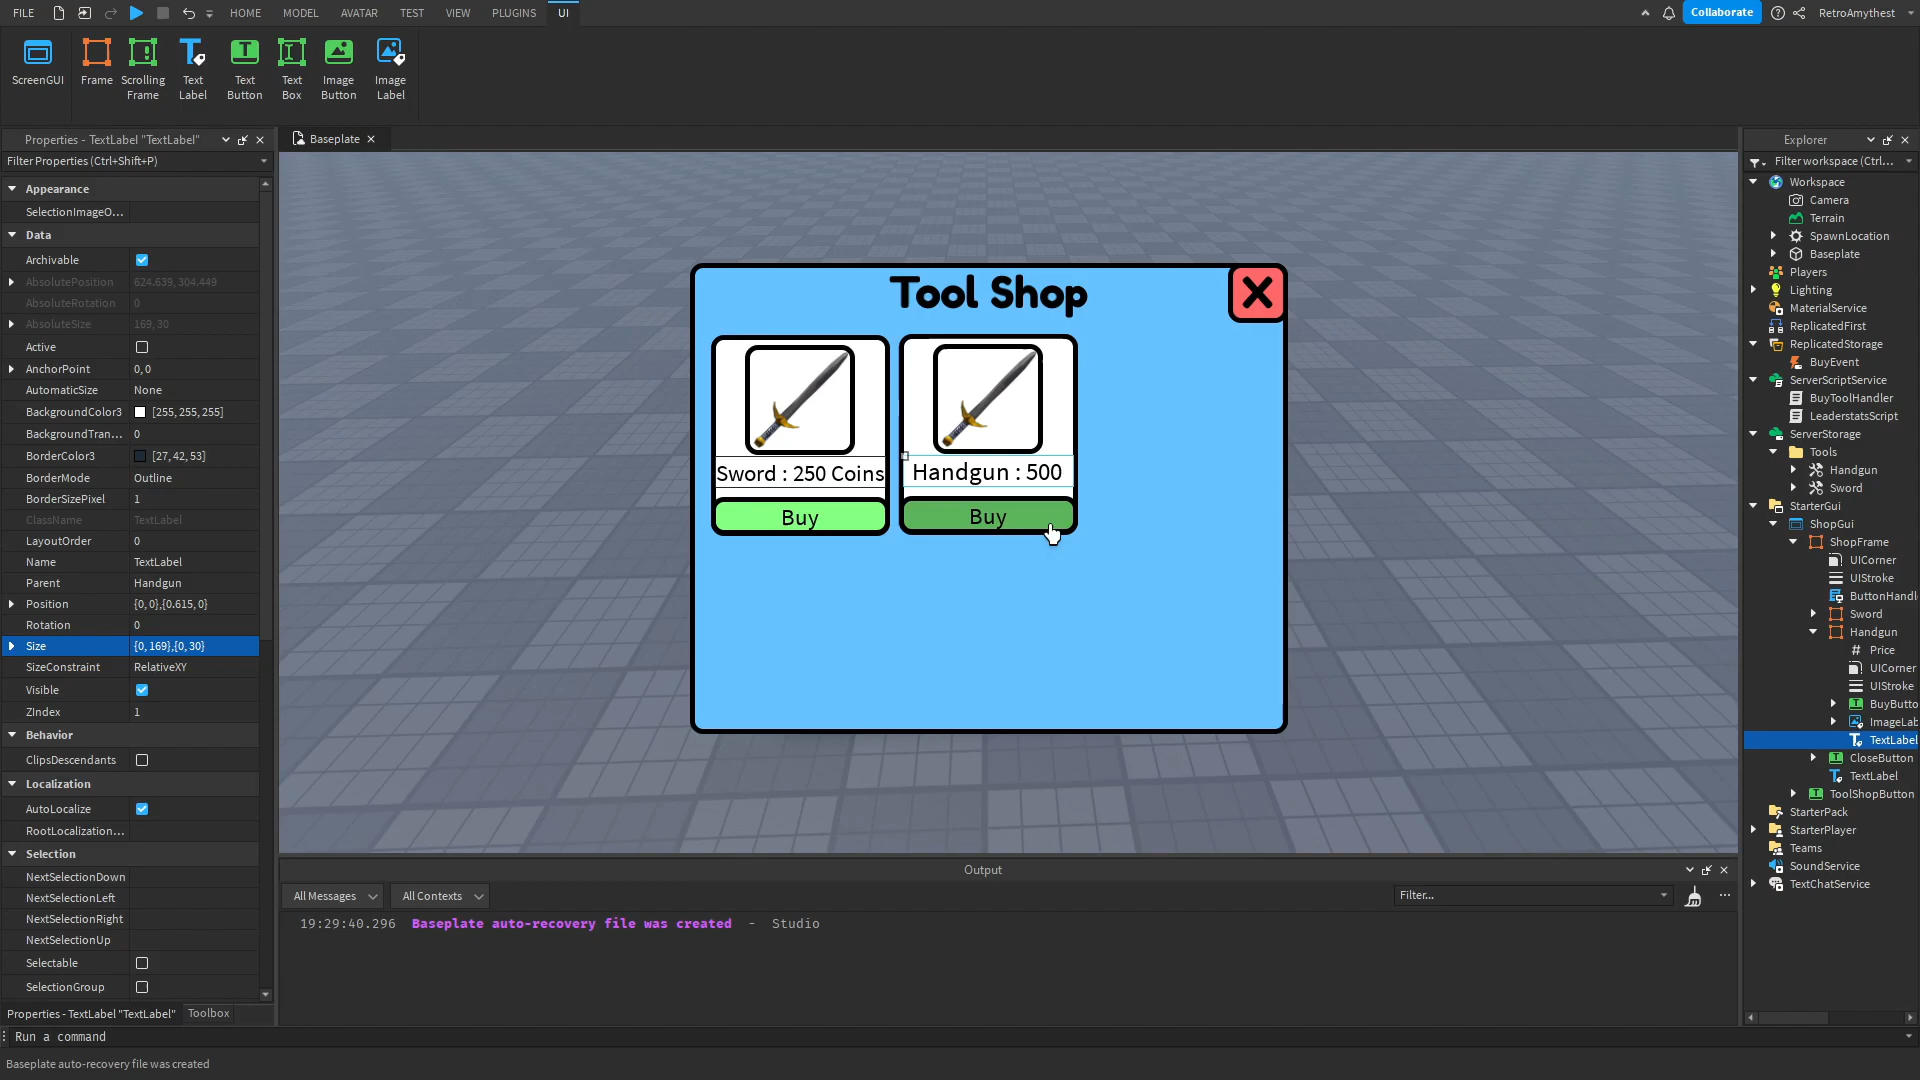 FILE HOME MODEL AVATAR TEST VIEW PLUGINS UI Collaborate RetroAmythest
ScreenGUI Frame Scrolling Frame Text Label Text Button Text Box Image Button Image Label
Properties - TextLabel "TextLabel" Baseplate Explorer
Filter Properties (Ctrl+Shift+P) Filter workspace (Ctrl...
Appearance
SelectionImageO...
Data
Archivable
AbsolutePosition 624.639, 304.449
AbsoluteRotation 0
AbsoluteSize 169, 30
Active
AnchorPoint 0, 0
AutomaticSize None
BackgroundColor3 [255, 255, 255]
BackgroundTran... 0
BorderColor3 [27, 42, 53]
BorderMode Outline
BorderSizePixel 1
ClassName TextLabel
LayoutOrder 0
Name TextLabel
Parent Handgun
Position {0, 0},{0.615, 0}
Rotation 0
Size {0, 169},{0, 30}
SizeConstraint RelativeXY
Visible
ZIndex 1
Behavior
ClipsDescendants
Localization
AutoLocalize
RootLocalization...
Selection
NextSelectionDown
NextSelectionLeft
NextSelectionRight
NextSelectionUp
Selectable
SelectionGroup
Properties - TextLabel "TextLabel" Toolbox
Tool Shop X
Sword : 250 Coins Handgun : 500
Buy Buy
Output
All Messages All Contexts Filter...
19:29:40.296 Baseplate auto-recovery file was created - Studio
Workspace
Camera
Terrain
SpawnLocation
Baseplate
Players
Lighting
MaterialService
ReplicatedFirst
ReplicatedStorage
BuyEvent
ServerScriptService
BuyToolHandler
LeaderstatsScript
ServerStorage
Tools
Handgun
Sword
StarterGui
ShopGui
ShopFrame
UICorner
UIStroke
ButtonHandl
Sword
Handgun
Price
UICorner
UIStroke
BuyButto
ImageLab
TextLabel
CloseButton
TextLabel
ToolShopButton
StarterPack
StarterPlayer
Teams
SoundService
TextChatService
Run a command
Baseplate auto-recovery file was created